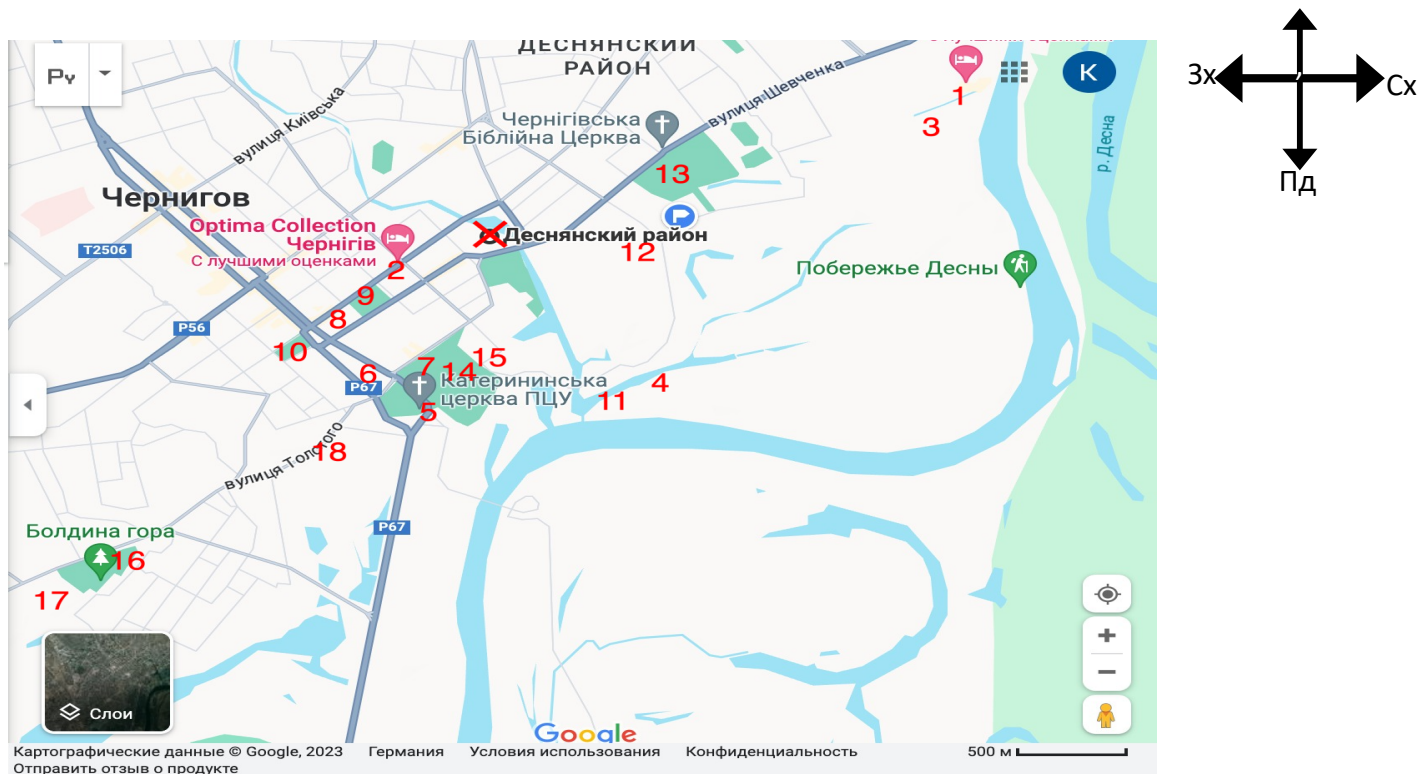 ДЕСНЯНСКИЙ
РАЙОН
Ру
К
1
3
вулиця Шевченка
вулиця Київська
Чернігівська
Біблійна Церква
р. Десна
Зх
Сх
Пд
13
Чернигов
Optima Collection
Чернігів
С лучшими оценками
2
Деснянский район
12
T2506
Побережье Десны
9
8
P56
10
7
15
6
14
P67
Катерининська
церква ПЦУ
4
11
5
18
вулиця Толстого
P67
Болдина гора
16
17
Слои
Google
Картографические данные © Google, 2023 Германия Условия использования Конфиденциальность 500 м
Отправить отзыв о продукте